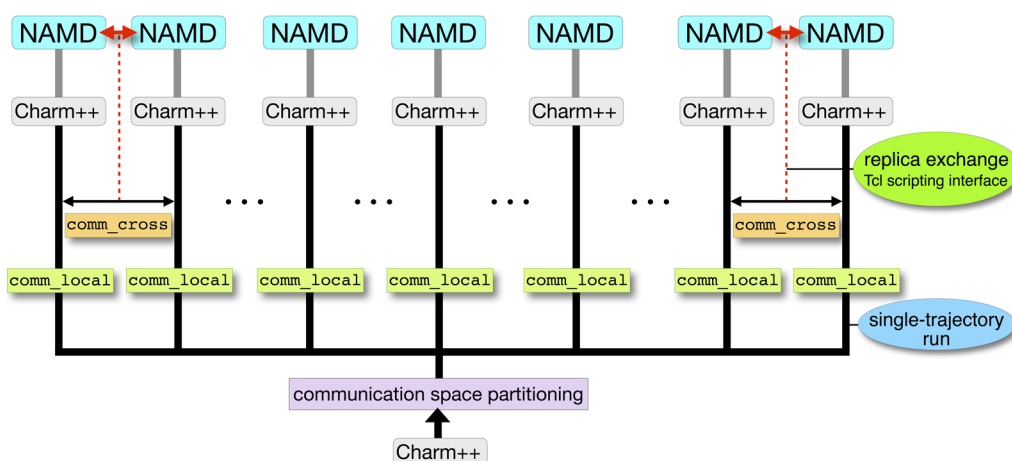 NAMD NAMD NAMD NAMD NAMD NAMD NAMD
Charm++ Charm++ Charm++ Charm++ Charm++ Charm++ Charm++
replica exchange
Tcl scripting interface
... ... ... ...
comm_cross comm_cross
comm_local comm_local comm_local comm_local comm_local comm_local comm_local
single-trajectory
run
communication space partitioning
Charm++